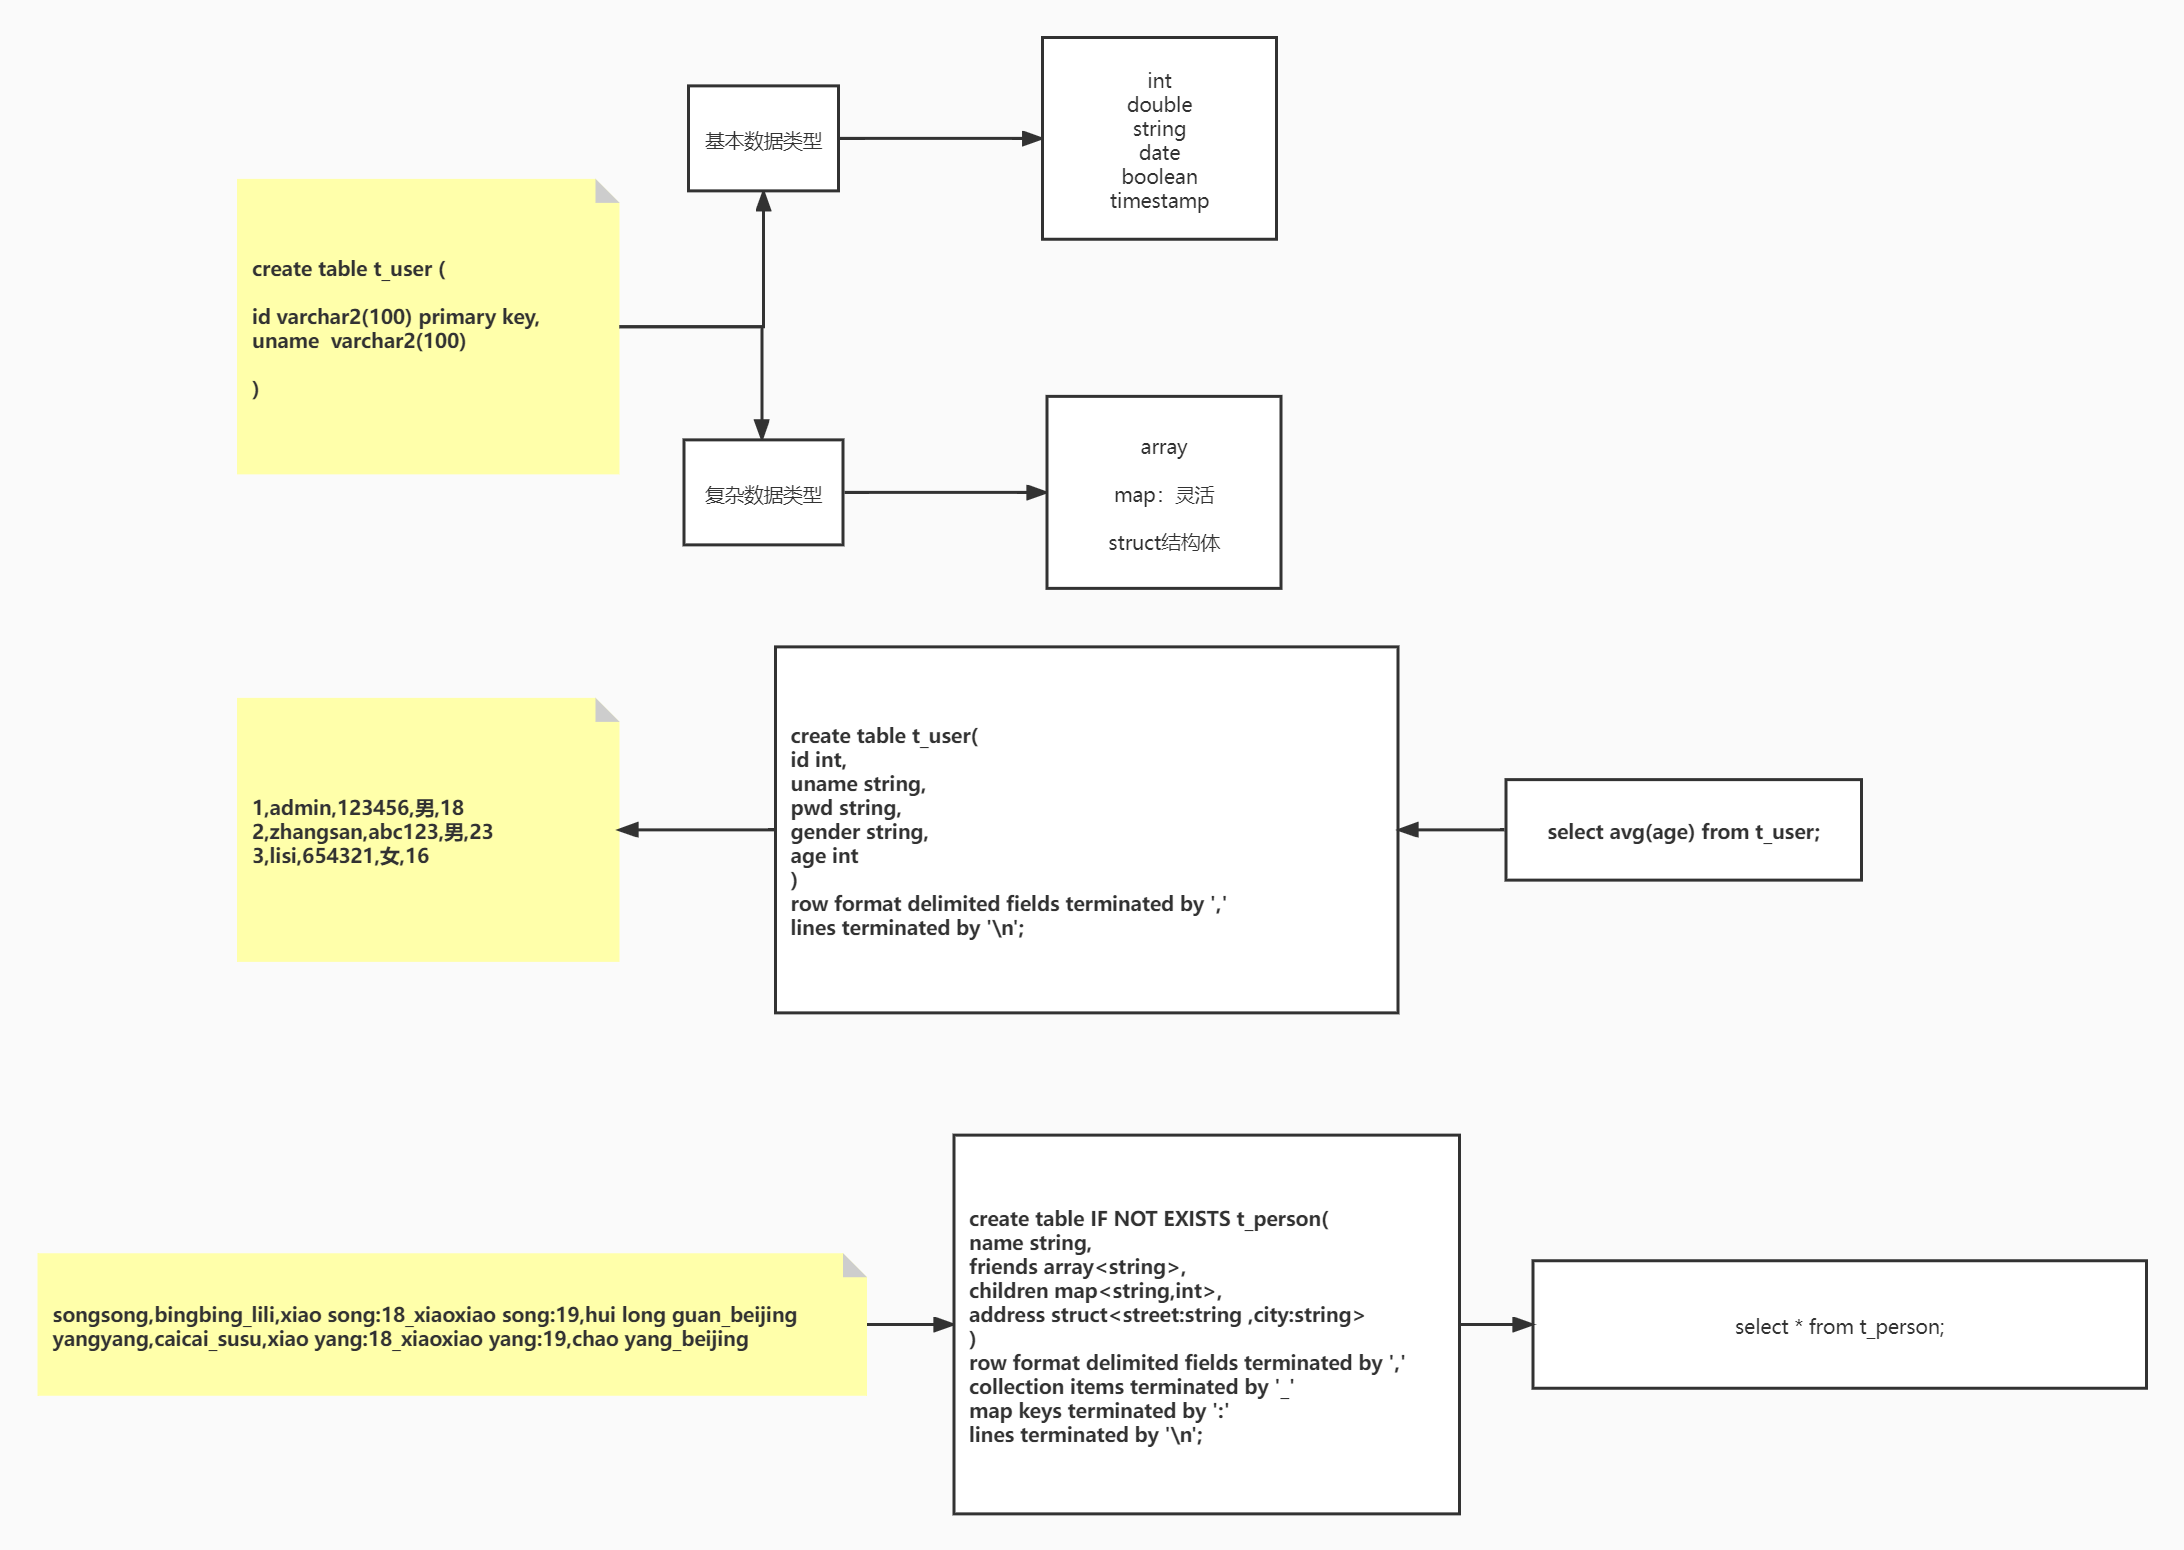 int
double
string
date
boolean
timestamp
基本数据类型
create table t_user (
id varchar2(100) primary key,
uname  varchar2(100)
)
复杂数据类型
array
map：灵活
struct结构体
1,admin,123456,男,18
2,zhangsan,abc123,男,23
3,lisi,654321,女,16
create table t_user(
id int,
uname string,
pwd string,
gender string,
age int
)
row format delimited fields terminated by ','
lines terminated by '\n';
select avg(age) from t_user;
songsong,bingbing_lili,xiao song:18_xiaoxiao song:19,hui long guan_beijing
yangyang,caicai_susu,xiao yang:18_xiaoxiao yang:19,chao yang_beijing
create table IF NOT EXISTS t_person(
name string,
friends array<string>,
children map<string,int>,
address struct<street:string ,city:string>
)
row format delimited fields terminated by ','
collection items terminated by '_'
map keys terminated by ':'
lines terminated by '\n';
select * from t_person;